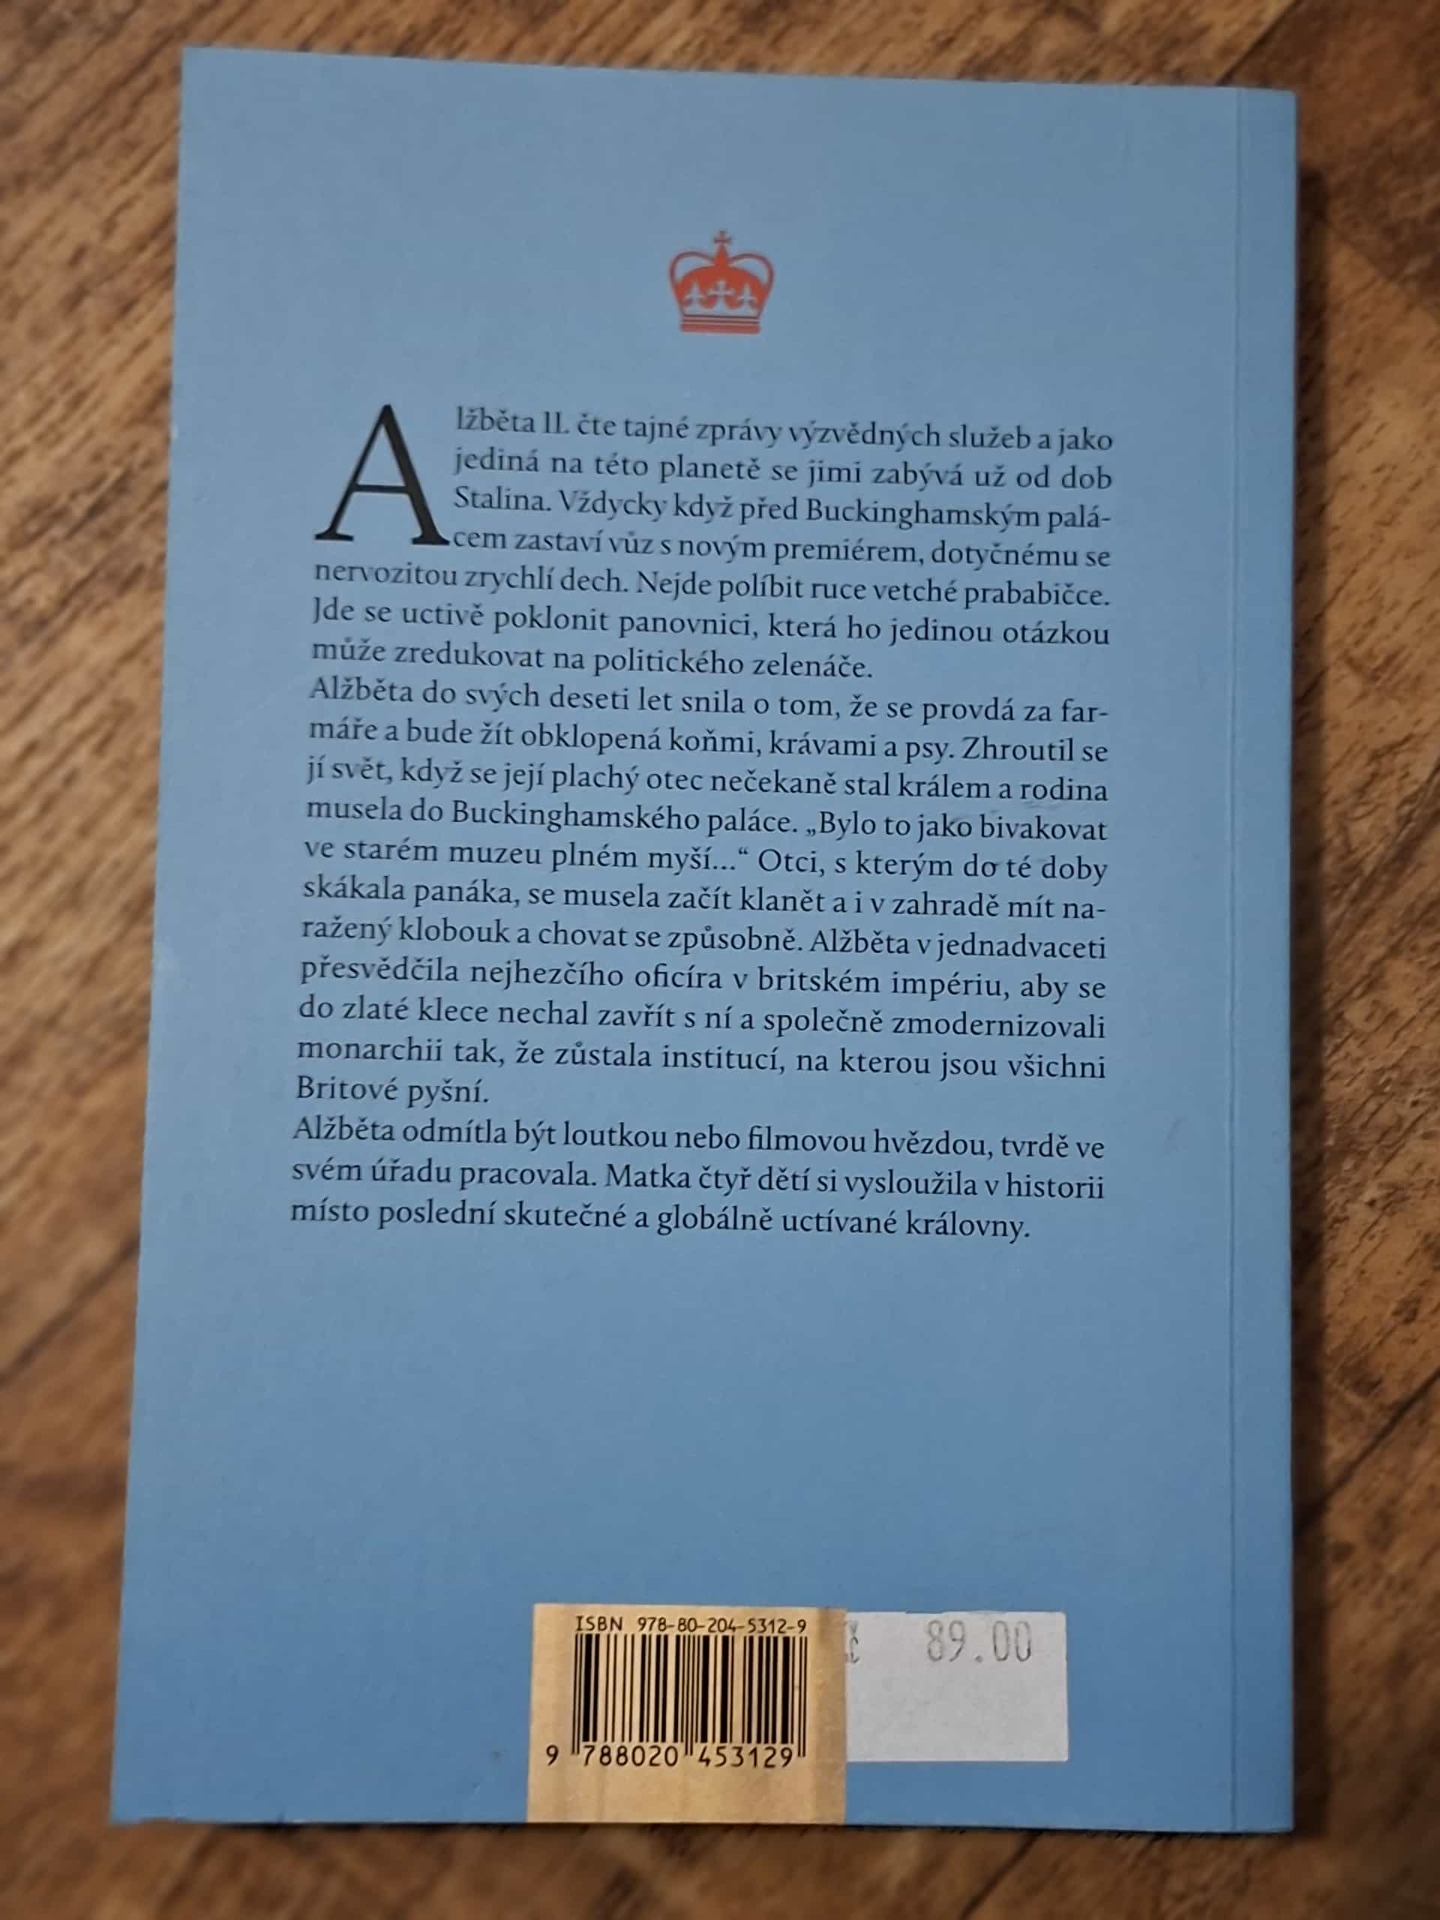 Alžběta II. čte tajné zprávy výzvědných služeb a jako
jediná na této planetě se jimi zabývá už od dob
Stalina. Vždycky když před Buckinghamským palá-
cem zastaví vůz s novým premiérem, dotyčnému se
nervozitou zrychlí dech. Nejde políbit ruce vetché prababičce.
Jde se uctivě poklonit panovnici, která ho jedinou otázkou
může zredukovat na politického zelenáče.
Alžběta do svých deseti let snila o tom, že se provdá za far-
máře a bude žít obklopená koňmi, krávami a psy. Zhroutil se
jí svět, když se její plachý otec nečekaně stal králem a rodina
musela do Buckinghamského paláce. „Bylo to jako bivakovat
ve starém muzeu plném myší...“ Otci, s kterým do té doby
skákala panáka, se musela začít klanět a i v zahradě mít na-
ražený klobouk a chovat se způsobně. Alžběta v jednadvaceti
přesvědčila nejhezčího oficíra v britském impériu, aby se
do zlaté klece nechal zavřít s ní a společně zmodernizovali
monarchii tak, že zůstala institucí, na kterou jsou všichni
Britové pyšní.
Alžběta odmítla být loutkou nebo filmovou hvězdou, tvrdě ve
svém úřadu pracovala. Matka čtyř dětí si vysloužila v historii
místo poslední skutečné a globálně uctívané královny.
ISBN 978-80-204-5312-9
89.00
9 788020 453129